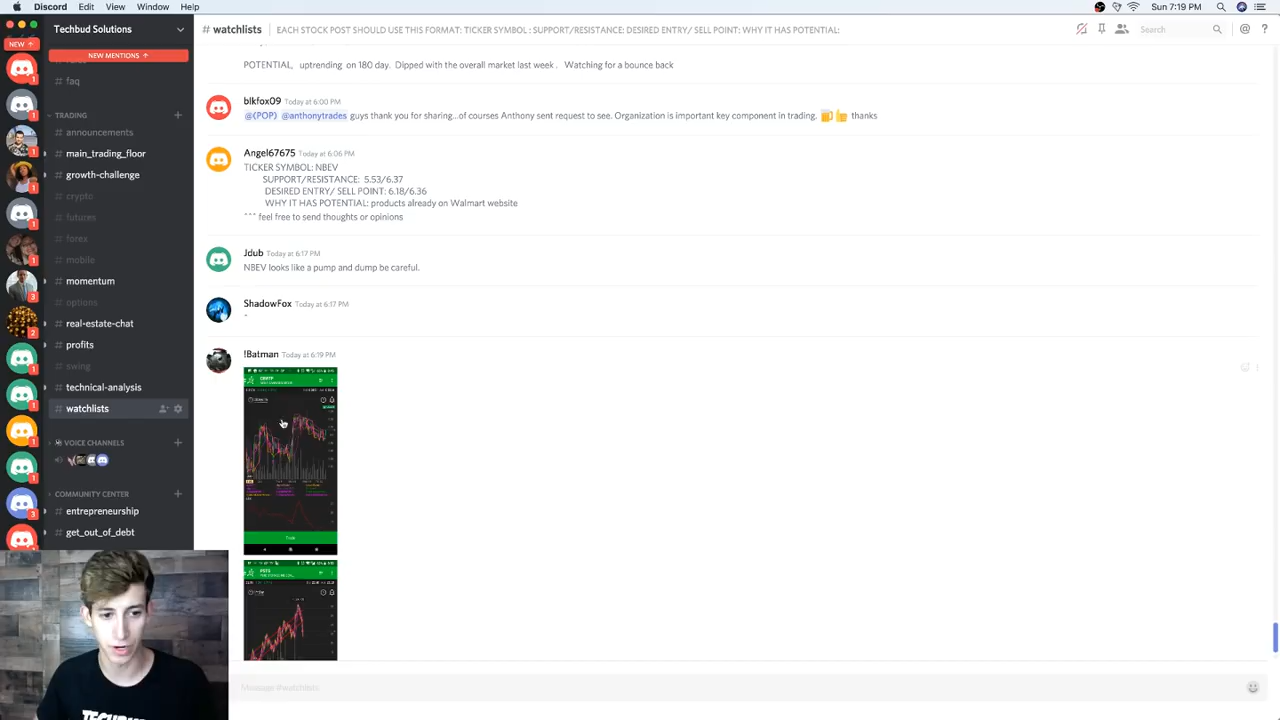 Discord Edit View Window Help
Sun 7:19 PM
NEW ↑
Techbud Solutions
# watchlists
EACH STOCK POST SHOULD USE THIS FORMAT: TICKER SYMBOL : SUPPORT/RESISTANCE: DESIRED ENTRY/ SELL POINT: WHY IT HAS POTENTIAL:
Search
NEW MENTIONS ↑
# faq
TRADING
# announcements
# main_trading_floor
# growth-challenge
# crypto
# futures
# forex
# mobile
# momentum
# options
# real-estate-chat
# profits
# swing
# technical-analysis
# watchlists
VOICE CHANNELS
COMMUNITY CENTER
# entrepreneurship
# get_out_of_debt
POTENTIAL, uptrending on 180 day. Dipped with the overall market last week . Watching for a bounce back
blkfox09 Today at 6:00 PM
@(POP) @anthonytrades guys thank you for sharing...of courses Anthony sent request to see. Organization is important key component in trading. thanks
Angel67675 Today at 6:06 PM
TICKER SYMBOL: NBEV
SUPPORT/RESISTANCE: 5.53/6.37
DESIRED ENTRY/ SELL POINT: 6.18/6.36
WHY IT HAS POTENTIAL: products already on Walmart website
*** feel free to send thoughts or opinions
Jdub Today at 6:17 PM
NBEV looks like a pump and dump be careful.
ShadowFox Today at 6:17 PM
^
!Batman Today at 6:19 PM
Trade
Message #watchlists